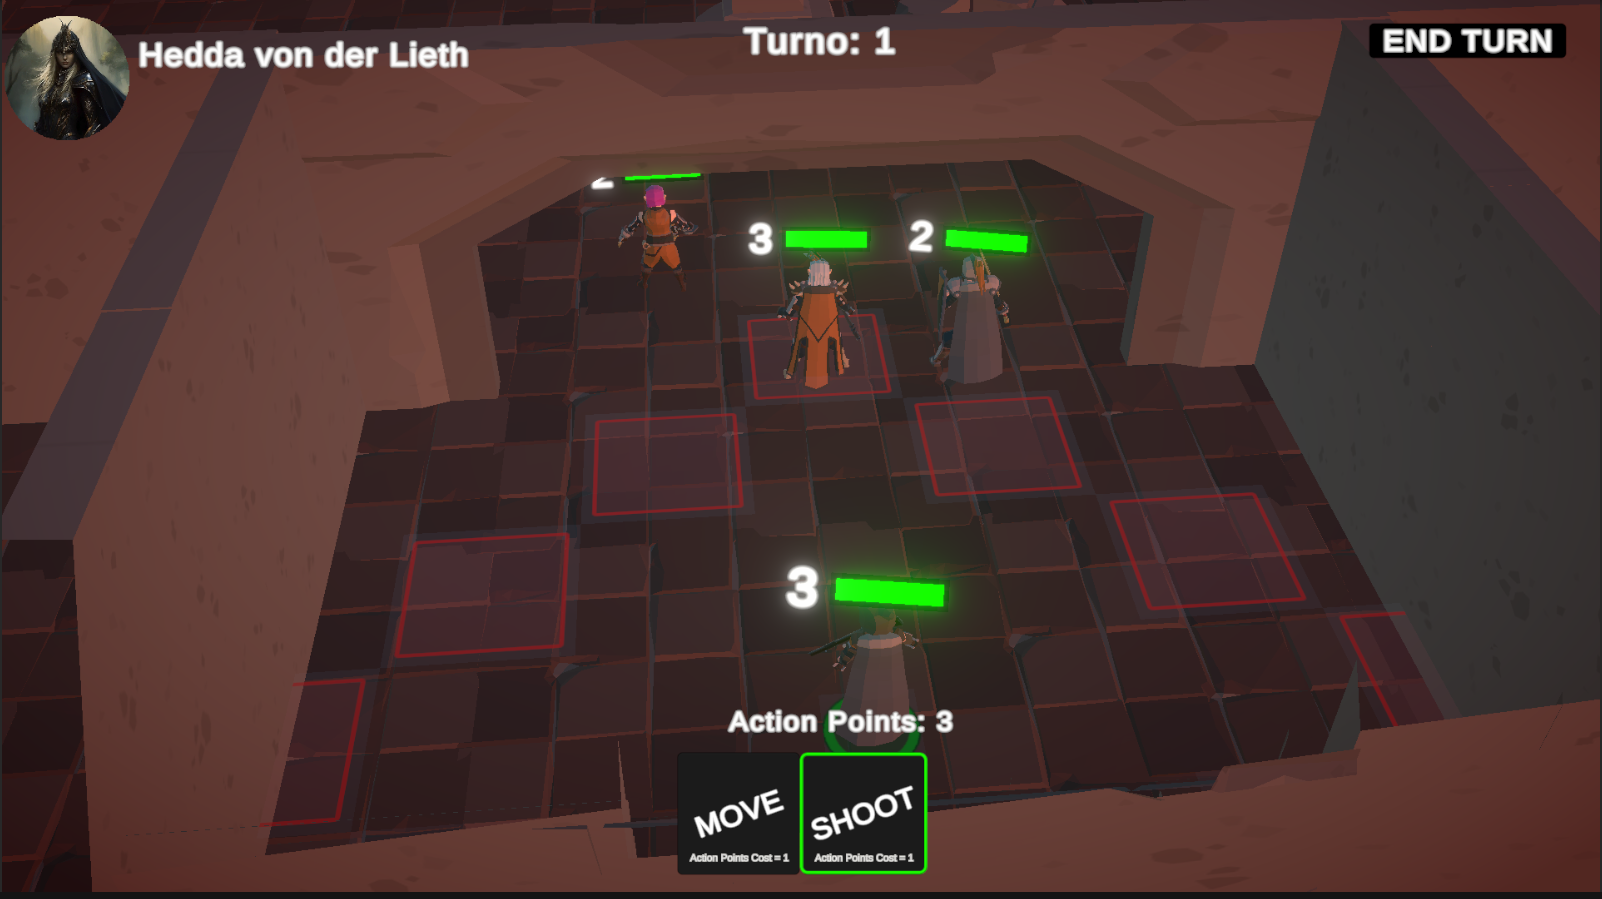 Hedda von der Lieth
Turno: 1
END TURN
2
3
2
3
Action Points: 3
MOVE
Action Points Cost = 1
SHOOT
Action Points Cost = 1